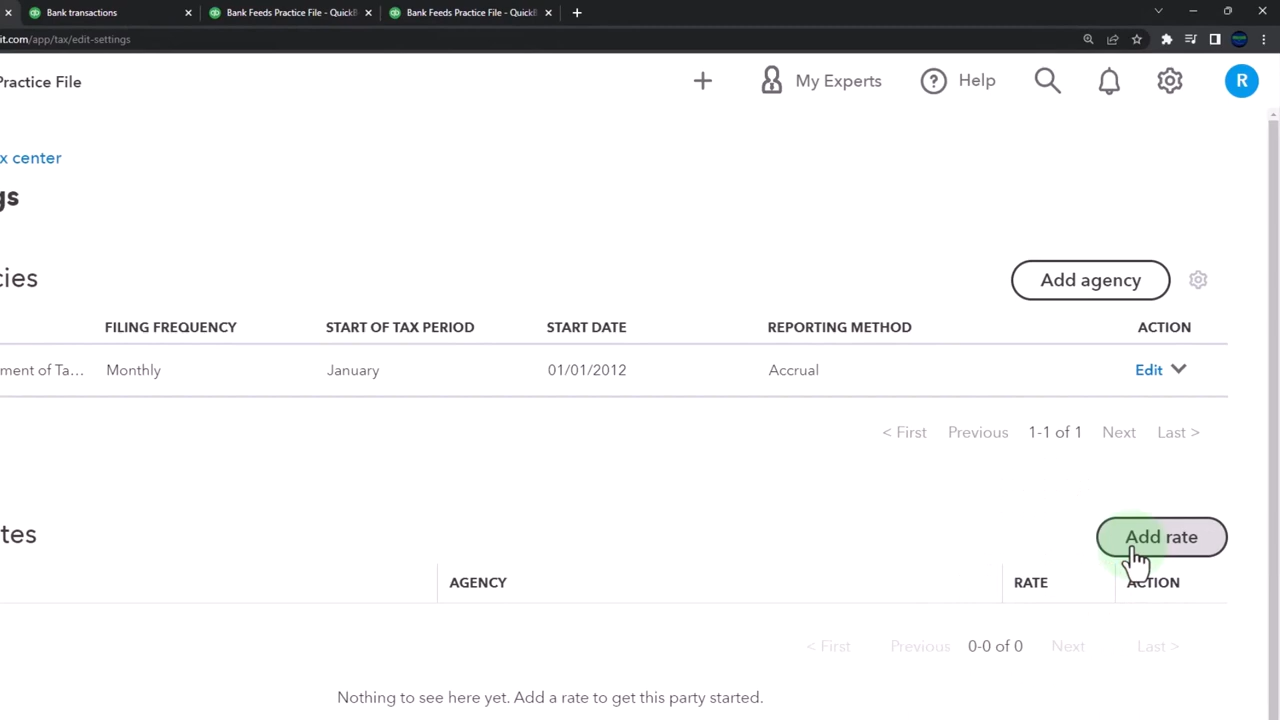 Bank transactions
Bank Feeds Practice File - QuickB
Bank Feeds Practice File - QuickB
it.com/app/tax/edit-settings
Practice File
My Experts
Help
R
x center
gs
cies
Add agency
FILING FREQUENCY START OF TAX PERIOD START DATE REPORTING METHOD ACTION
ment of Ta... Monthly January 01/01/2012 Accrual Edit
< First Previous 1-1 of 1 Next Last >
tes
Add rate
AGENCY RATE ACTION
< First Previous 0-0 of 0 Next Last >
Nothing to see here yet. Add a rate to get this party started.